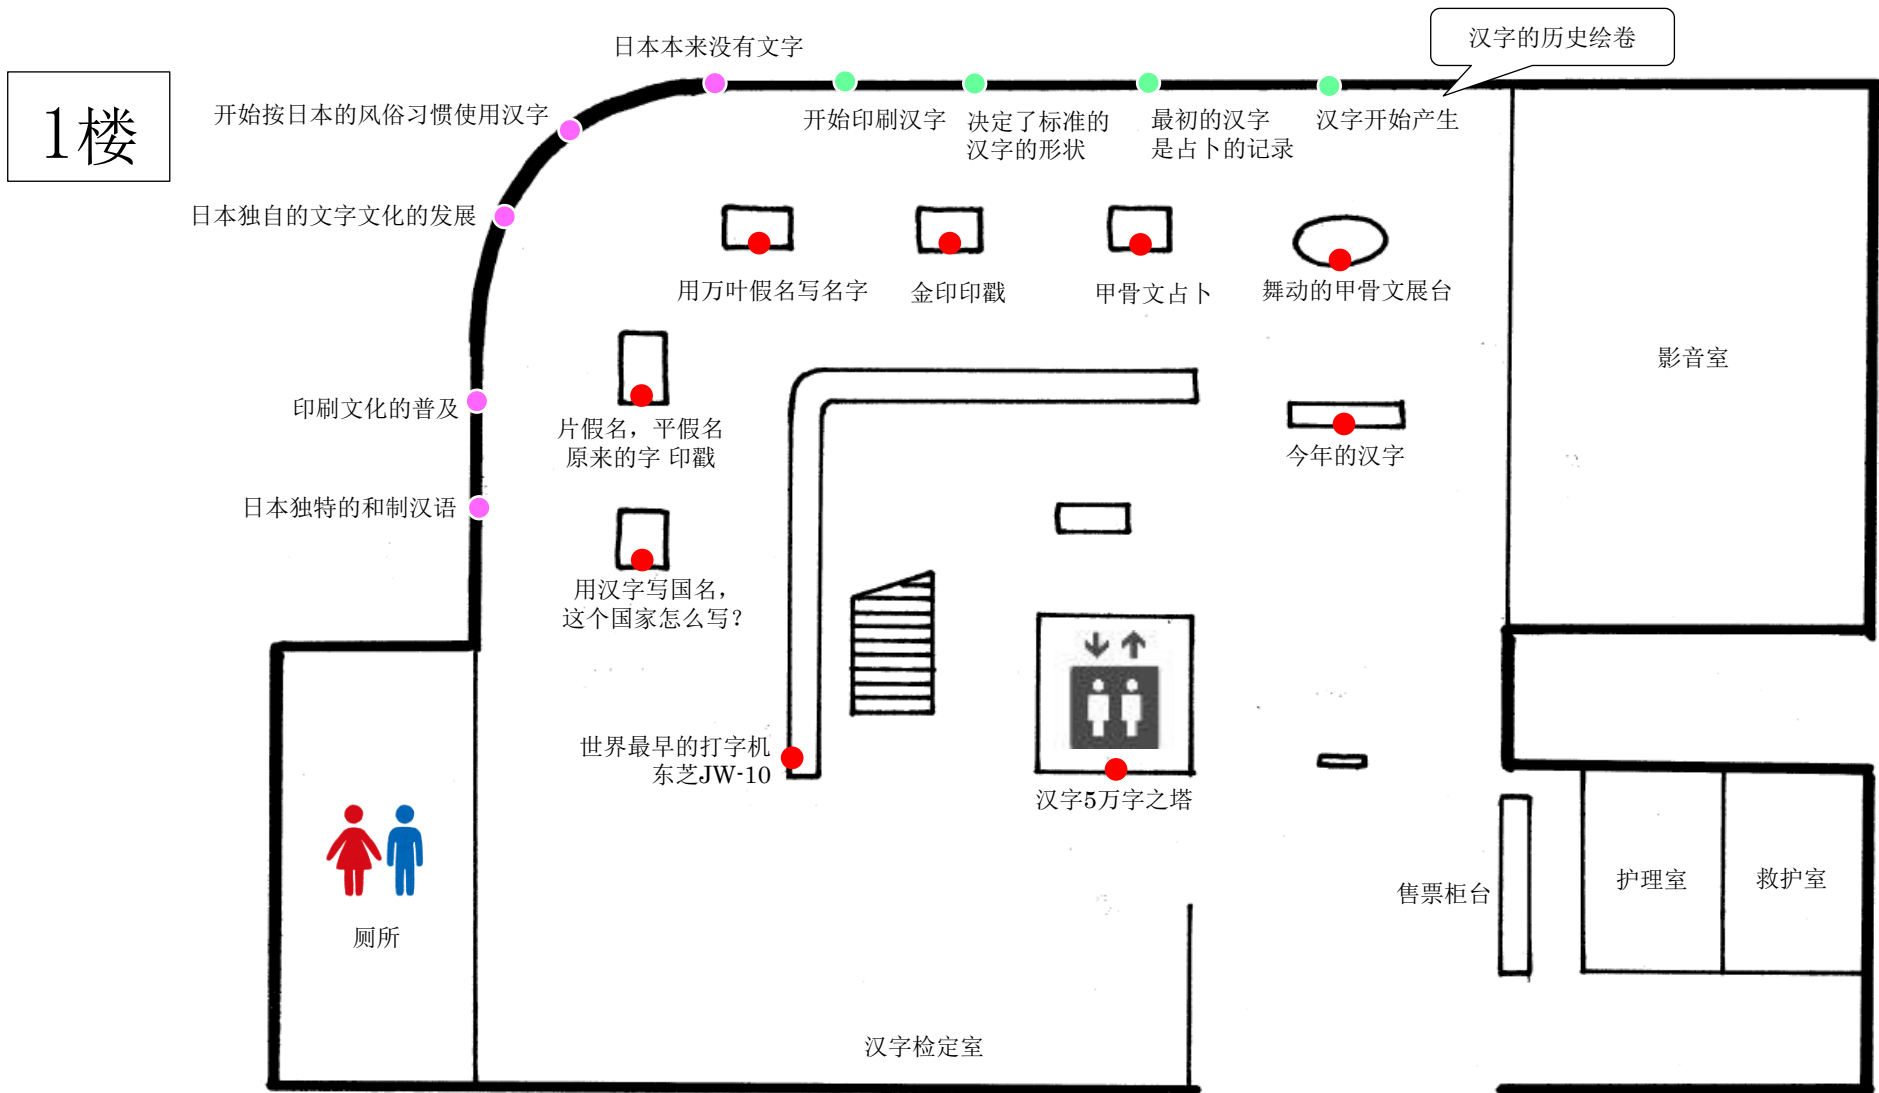 汉字的历史绘卷
日本本来没有文字
1楼
开始按日本的风俗习惯使用汉字
开始印刷汉字
决定了标准的
汉字的形状
最初的汉字
是占卜的记录
汉字开始产生
日本独自的文字文化的发展
用万叶假名写名字
金印印戳
甲骨文占卜
舞动的甲骨文展台
影音室
印刷文化的普及
片假名，平假名
原来的字 印戳
今年的汉字
日本独特的和制汉语
用汉字写国名，
这个国家怎么写？
世界最早的打字机
东芝JW-10
汉字5万字之塔
售票柜台
护理室
救护室
厕所
汉字检定室